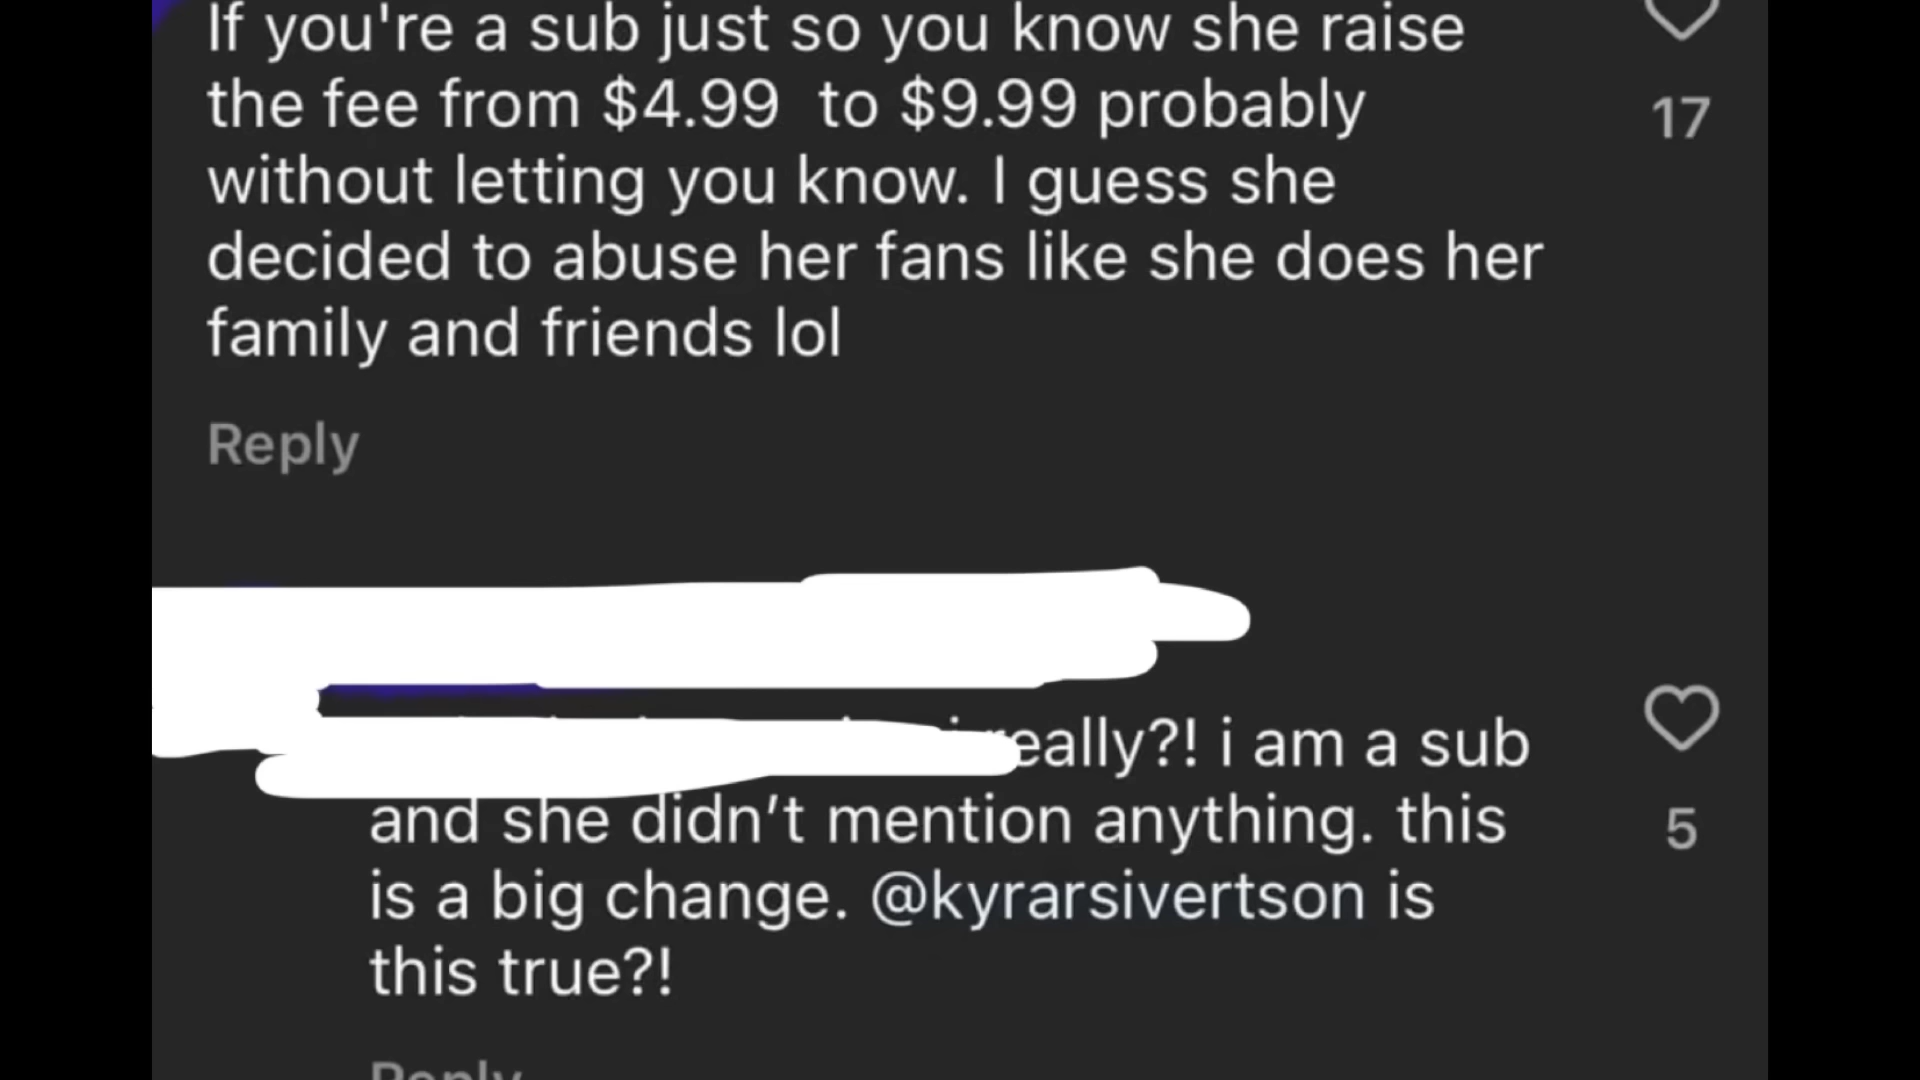 If you're a sub just so you know she raise
17
the fee from $4.99 to $9.99 probably
without letting you know. I guess she
decided to abuse her fans like she does her
family and friends lol
Reply
really?! i am a sub
and she didn't mention anything. this
5
is a big change. @kyrarsivertson is
this true?!
Reply